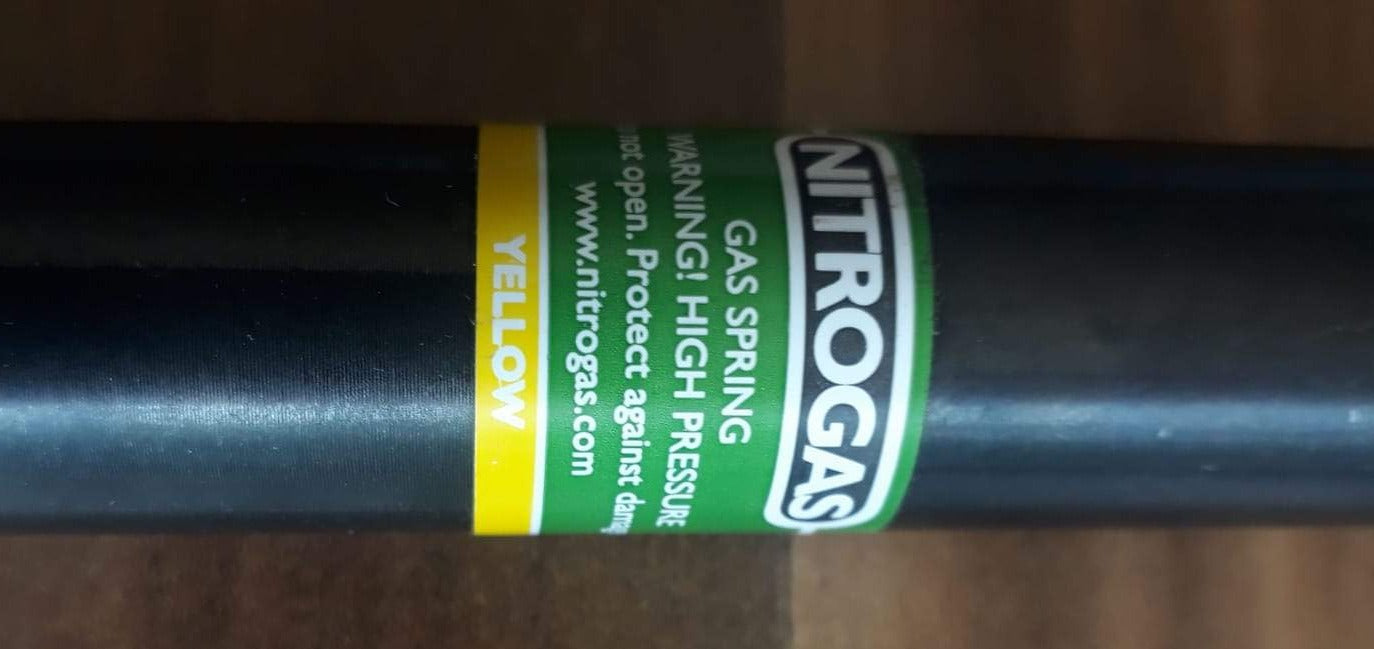 NITROGAS
GAS SPRING
WARNING! HIGH PRESSURE
not open. Protect against
www.nitrogas.com
YELLOW